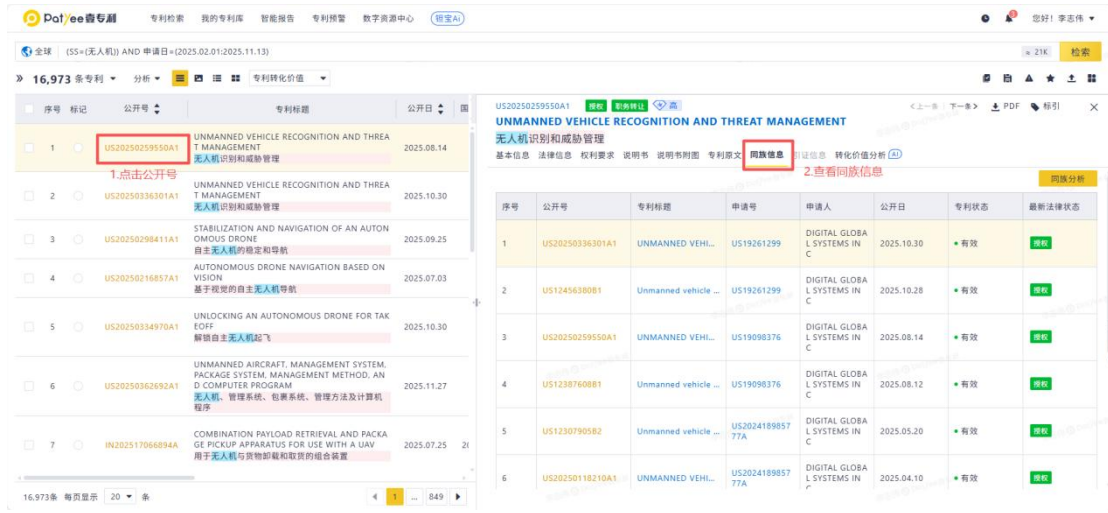 Patyee壹专利 专利检索 我的专利库 智能报告 专利预警 数字资源中心 钽宝Ai 您好！李志伟
全球 (SS=(无人机)) AND 申请日=(2025.02.01:2025.11.13) 21K 检索
16,973 条专利 分析 专利转化价值
序号 标记 公开号 专利标题 公开日 国
1 US20250259550A1 UNMANNED VEHICLE RECOGNITION AND THREA 2025.08.14
T MANAGEMENT
无人机识别和威胁管理
1.点击公开号
2 US20250336301A1 UNMANNED VEHICLE RECOGNITION AND THREA 2025.10.30
T MANAGEMENT
无人机识别和威胁管理
3 US20250298411A1 STABILIZATION AND NAVIGATION OF AN AUTON 2025.09.25
OMOUS DRONE
自主无人机的稳定和导航
4 US20250216857A1 AUTONOMOUS DRONE NAVIGATION BASED ON 2025.07.03
VISION
基于视觉的自主无人机导航
5 US20250334970A1 UNLOCKING AN AUTONOMOUS DRONE FOR TAK 2025.10.30
EOFF
解锁自主无人机起飞
6 US20250362692A1 UNMANNED AIRCRAFT, MANAGEMENT SYSTEM, 2025.11.27
PACKAGE SYSTEM, MANAGEMENT METHOD, AN
D COMPUTER PROGRAM
无人机、管理系统、包裹系统、管理方法及计算机
程序
7 IN202517066894A COMBINATION PAYLOAD RETRIEVAL AND PACKA 2025.07.25 20
GE PICKUP APPARATUS FOR USE WITH A UAV
用于无人机与货物卸载和取货的组合装置
16,973条 每页显示 20 条 1 ... 849
US20250259550A1 授权 职务转让 高 <上一条 下一条> PDF 标引
UNMANNED VEHICLE RECOGNITION AND THREAT MANAGEMENT
无人机识别和威胁管理
基本信息 法律信息 权利要求 说明书 说明书附图 专利原文 同族信息 引证信息 转化价值分析 AI
2.查看同族信息
同族分析
序号 公开号 专利标题 申请号 申请人 公开日 专利状态 最新法律状态
1 US20250336301A1 UNMANNED VEHI... US19261299 DIGITAL GLOBA 2025.10.30 有效 授权
L SYSTEMS IN
C
2 US12456380B1 Unmanned vehicle ... US19261299 DIGITAL GLOBA 2025.10.28 有效 授权
L SYSTEMS IN
C
3 US20250259550A1 UNMANNED VEHI... US19098376 DIGITAL GLOBA 2025.08.14 有效 授权
L SYSTEMS IN
C
4 US12387608B1 Unmanned vehicle ... US19098376 DIGITAL GLOBA 2025.08.12 有效 授权
L SYSTEMS IN
C
5 US12307905B2 Unmanned vehicle ... US2024189857 DIGITAL GLOBA 2025.05.20 有效 授权
77A L SYSTEMS IN
C
6 US20250118210A1 UNMANNED VEHI... US2024189857 DIGITAL GLOBA 2025.04.10 有效 授权
77A L SYSTEMS IN